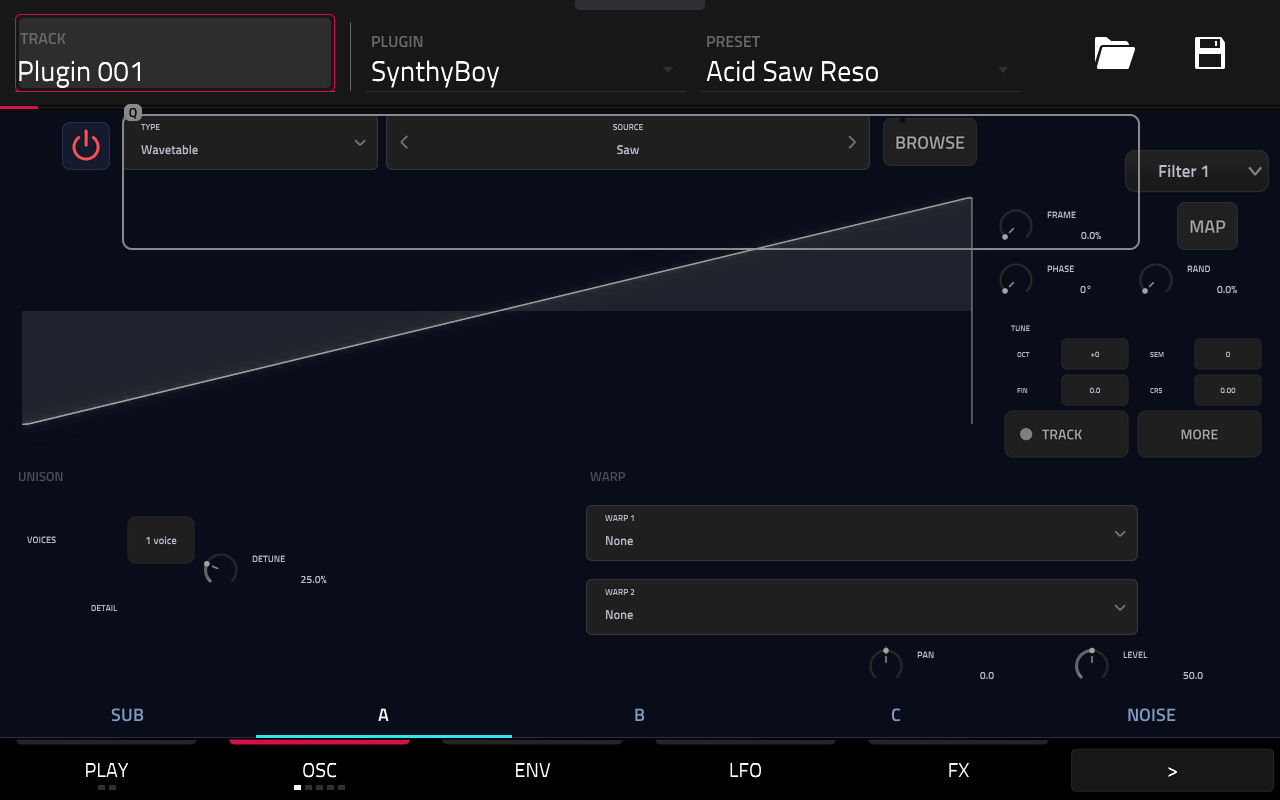 TRACK
Plugin 001
PLUGIN
SynthyBoy
PRESET
Acid Saw Reso
Q
TYPE
Wavetable
SOURCE
Saw
BROWSE
Filter 1
FRAME
0.0%
MAP
PHASE
0°
RAND
0.0%
TUNE
OCT
+0
SEM
0
FIN
0.0
CRS
0.00
TRACK
MORE
UNISON
VOICES
1 voice
DETUNE
25.0%
DETAIL
WARP
WARP 1
None
WARP 2
None
PAN
0.0
LEVEL
50.0
SUB
A
B
C
NOISE
PLAY
OSC
ENV
LFO
FX
>